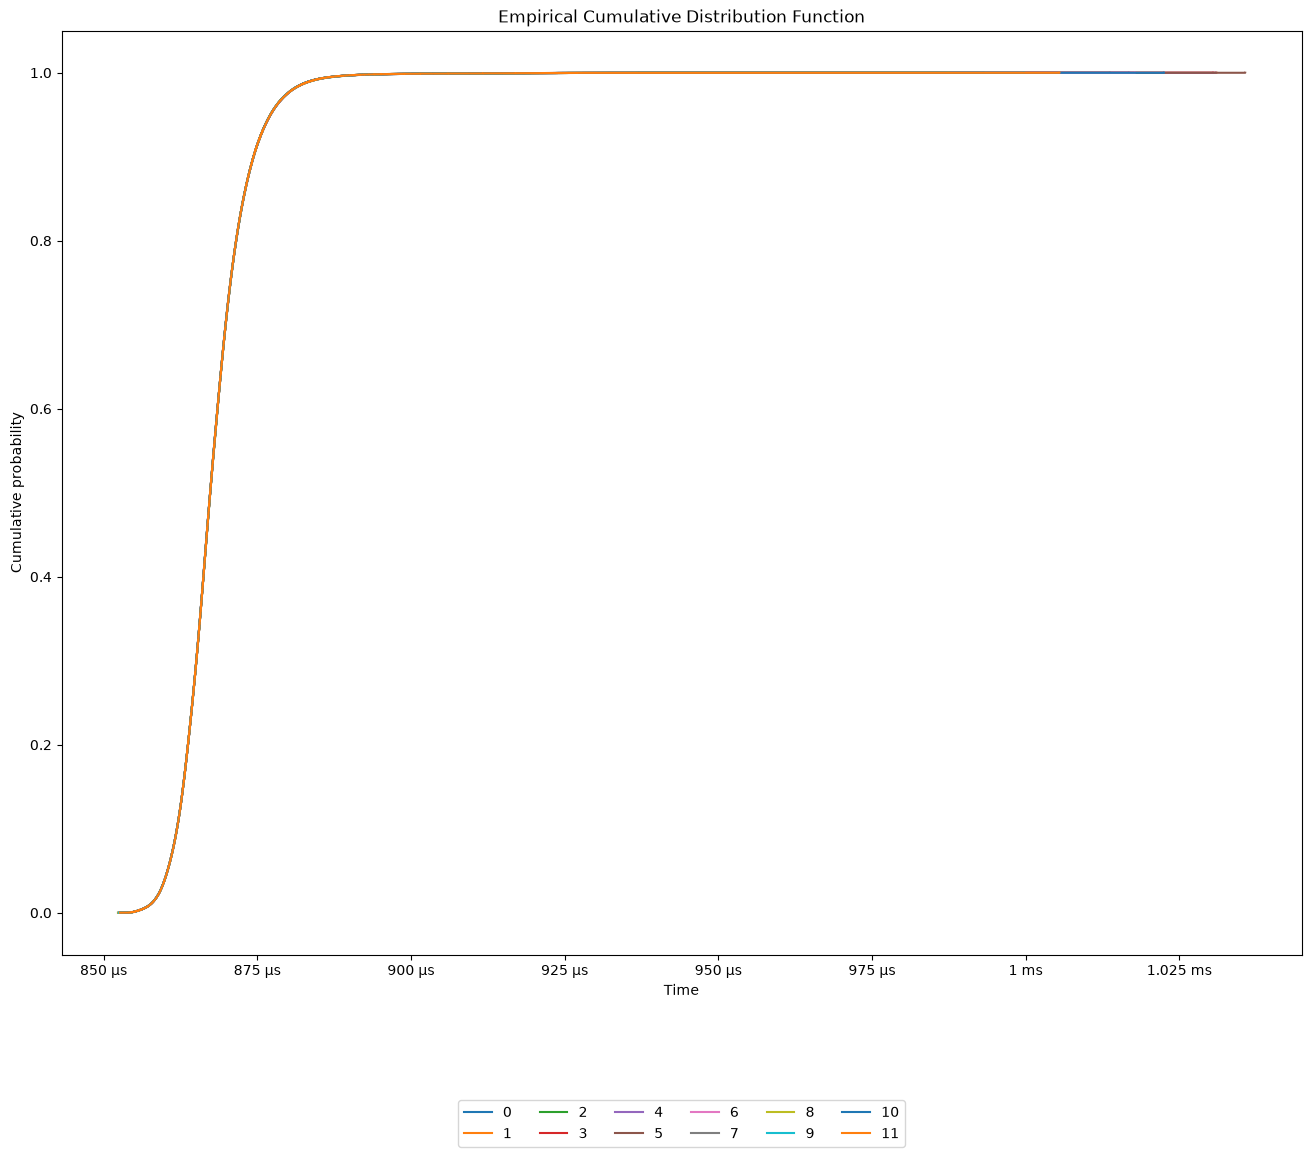 Empirical Cumulative Distribution Function
1.0
0.8
0.6
0.4
0.2
0.0
Cumulative probability
850 µs 875 µs 900 µs 925 µs 950 µs 975 µs 1 ms 1.025 ms
Time
0 2 4 6 8 10
1 3 5 7 9 11